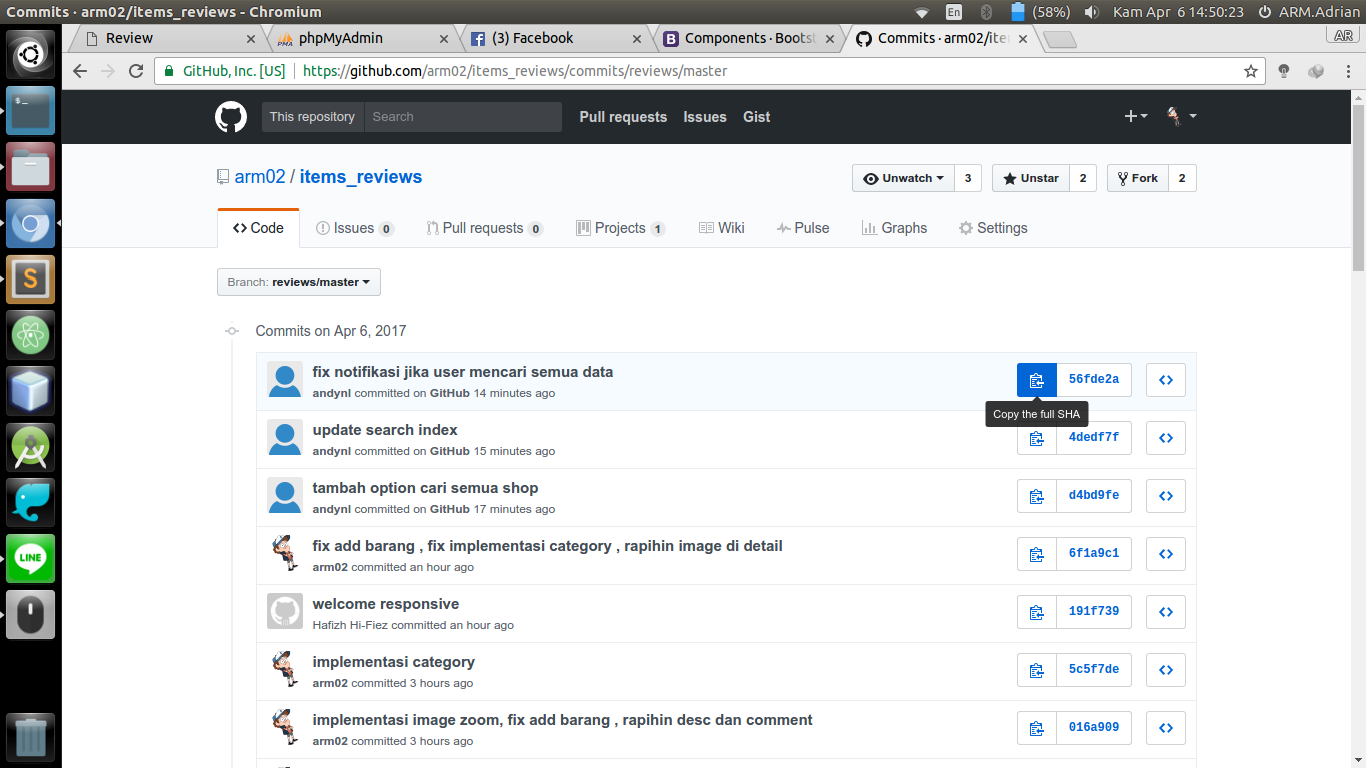 Commits · arm02/items_reviews - Chromium
En (58%) Kam Apr 6 14:50:23 ARM.Adrian
Review
phpMyAdmin
(3) Facebook
Components · Bootst
Commits · arm02/ite
AR
GitHub, Inc. [US] https://github.com/arm02/items_reviews/commits/reviews/master
This repository Search Pull requests Issues Gist
arm02 / items_reviews
Unwatch 3 Unstar 2 Fork 2
Code Issues 0 Pull requests 0 Projects 1 Wiki Pulse Graphs Settings
Branch: reviews/master
Commits on Apr 6, 2017
fix notifikasi jika user mencari semua data
andynl committed on GitHub 14 minutes ago
56fde2a
Copy the full SHA
update search index
andynl committed on GitHub 15 minutes ago
4dedf7f
tambah option cari semua shop
andynl committed on GitHub 17 minutes ago
d4bd9fe
fix add barang , fix implementasi category , rapihin image di detail
arm02 committed an hour ago
6f1a9c1
welcome responsive
Hafizh Hi-Fiez committed an hour ago
191f739
implementasi category
arm02 committed 3 hours ago
5c5f7de
implementasi image zoom, fix add barang , rapihin desc dan comment
arm02 committed 3 hours ago
016a909
S
LINE
PMA